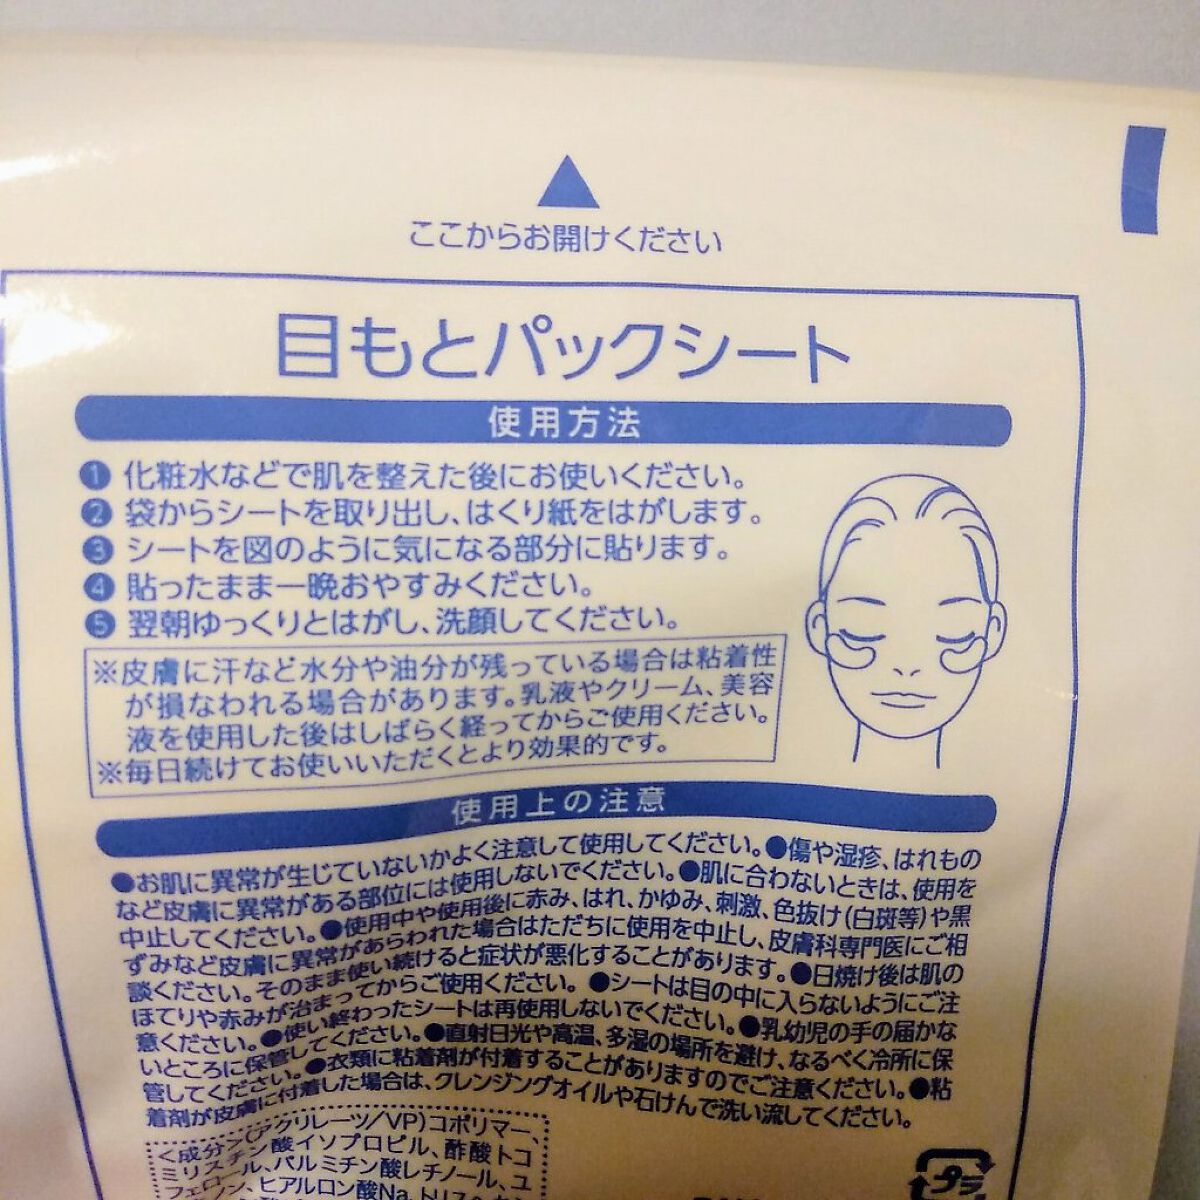 ここからお開けください
目もとパックシート
使用方法
1 化粧水などで肌を整えた後にお使いください。
2 袋からシートを取り出し、はくり紙をはがします。
3 シートを図のように気になる部分に貼ります。
4 貼ったまま一晩おやすみください。
5 翌朝ゆっくりとはがし、洗顔してください。
※皮膚に汗など水分や油分が残っている場合は粘着性
が損なわれる場合があります。乳液やクリーム、美容
液を使用した後はしばらく経ってからご使用ください。
※毎日続けてお使いいただくとより効果的です。
使用上の注意
●お肌に異常が生じていないかよく注意して使用してください。●傷や湿疹、はれもの
など皮膚に異常がある部位には使用しないでください。●肌に合わないときは、使用を
中止してください。●使用中や使用後に赤み、はれ、かゆみ、刺激、色抜け(白斑等)や黒
ずみなど皮膚に異常があらわれた場合はただちに使用を中止し、皮膚科専門医にご相
談ください。そのまま使い続けると症状が悪化することがあります。●日焼け後は肌の
ほてりや赤みが治まってからご使用ください。●シートは目の中に入らないようにご注
意ください。●使い終わったシートは再使用しないでください。●乳幼児の手の届かな
いところに保管してください。●直射日光や高温、多湿の場所を避け、なるべく冷所に保
管してください。●衣類に粘着剤が付着することがありますのでご注意ください。●粘
着剤が皮膚に付着した場合は、クレンジングオイルや石けんで洗い流してください。
<成分>(アクリレーツ/VP)コポリマー、
ミリスチン酸イソプロピル、酢酸トコ
フェロール、パルミチン酸レチノール、ユ
ビキノン、ヒアルロン酸Na、
プラ